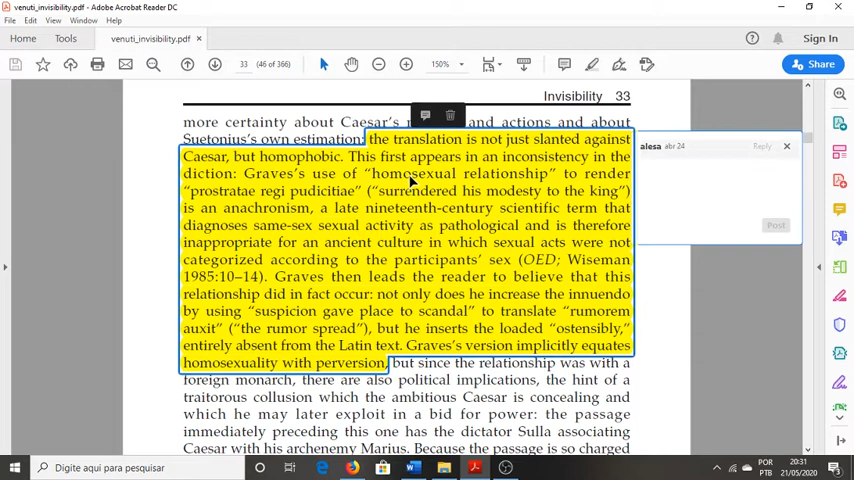 venuti_invisibility.pdf - Adobe Acrobat Reader DC
File Edit View Window Help
Home Tools venuti_invisibility.pdf × Sign In
33 (46 of 366) 150% Share
Invisibility 33
more certainty about Caesar's and actions and about
Suetonius's own estimation: the translation is not just slanted against
Caesar, but homophobic. This first appears in an inconsistency in the
diction: Graves's use of "homosexual relationship" to render
"prostratae regi pudicitiae" ("surrendered his modesty to the king")
is an anachronism, a late nineteenth-century scientific term that
diagnoses same-sex sexual activity as pathological and is therefore
inappropriate for an ancient culture in which sexual acts were not
categorized according to the participants' sex (OED; Wiseman
1985:10–14). Graves then leads the reader to believe that this
relationship did in fact occur: not only does he increase the innuendo
by using "suspicion gave place to scandal" to translate "rumorem
auxit" ("the rumor spread"), but he inserts the loaded "ostensibly,"
entirely absent from the Latin text. Graves's version implicitly equates
homosexuality with perversion, but since the relationship was with a
foreign monarch, there are also political implications, the hint of a
traitorous collusion which the ambitious Caesar is concealing and
which he may later exploit in a bid for power: the passage
immediately preceding this one has the dictator Sulla associating
Caesar with his archenemy Marius. Because the passage is so charged
alesa abr 24 Reply ×
Post
Digite aqui para pesquisar
POR
PTB
20:31
21/05/2020
3